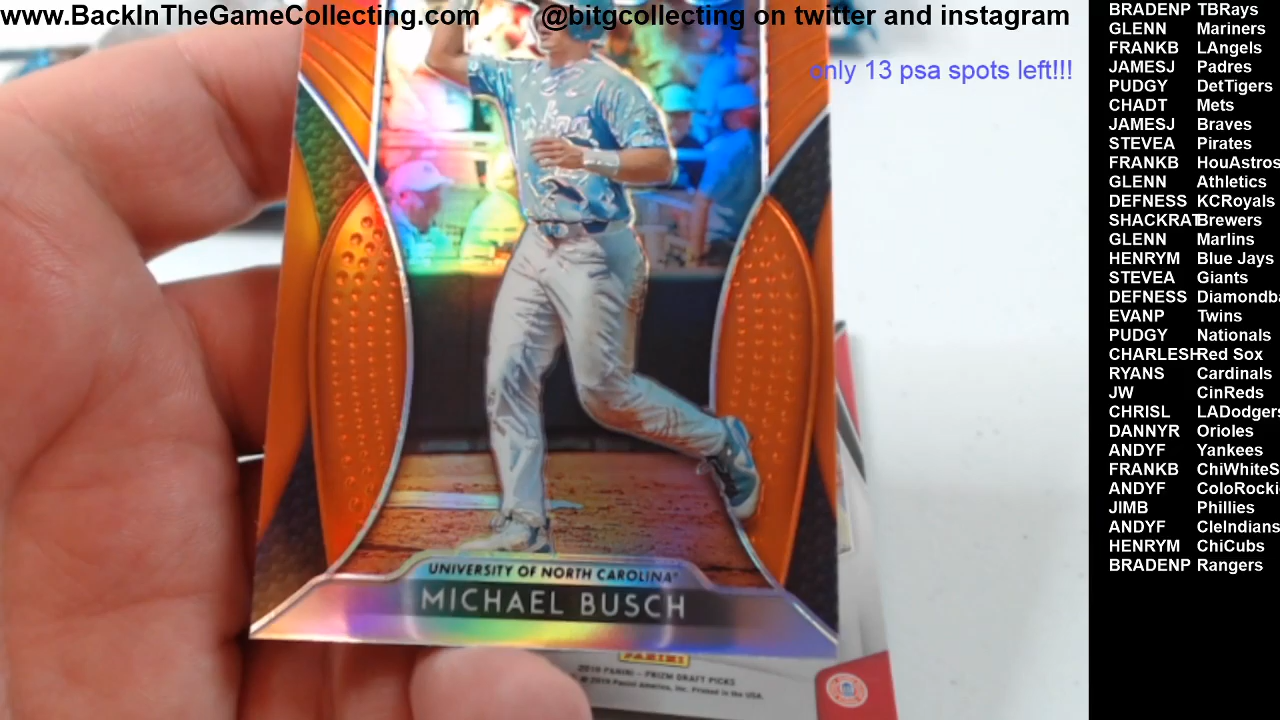 www.BackInTheGameCollecting.com @bitgcollecting on twitter and instagram
only 13 psa spots left!!!
UNIVERSITY OF NORTH CAROLINA
MICHAEL BUSCH
PANINI
2019 PANINI – PRIZM DRAFT PICKS
© 2019 Panini America, Inc. Printed in the USA.
BRADENP TBRays
GLENN Mariners
FRANKB LAngels
JAMESJ Padres
PUDGY DetTigers
CHADT Mets
JAMESJ Braves
STEVEA Pirates
FRANKB HouAstros
GLENN Athletics
DEFNESS KCRoyals
SHACKRAT Brewers
GLENN Marlins
HENRYM Blue Jays
STEVEA Giants
DEFNESS Diamondba
EVANP Twins
PUDGY Nationals
CHARLESH Red Sox
RYANS Cardinals
JW CinReds
CHRISL LADodgers
DANNYR Orioles
ANDYF Yankees
FRANKB ChiWhiteS
ANDYF ColoRocki
JIMB Phillies
ANDYF CleIndians
HENRYM ChiCubs
BRADENP Rangers